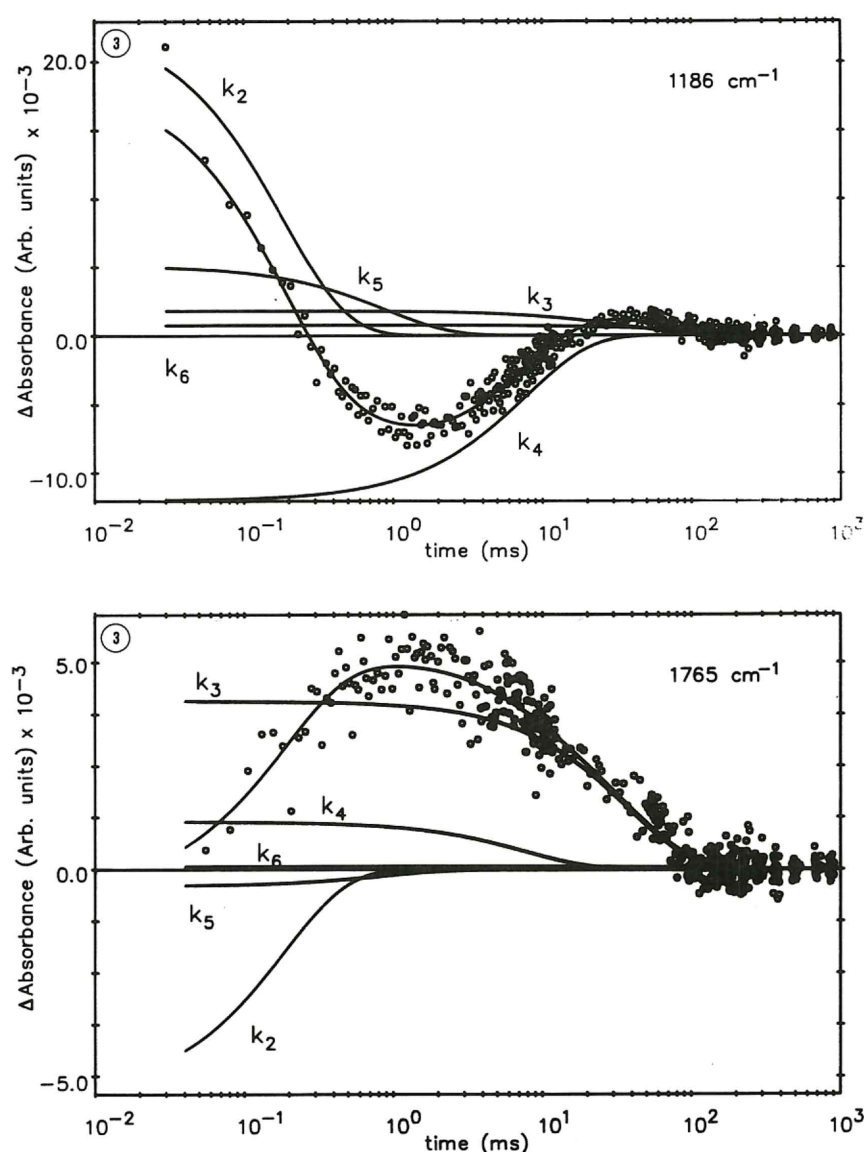 3
1186 cm⁻¹
ΔAbsorbance (Arb. units) x 10⁻³
20.0
10.0
0.0
−10.0
k₂
k₅
k₃
k₆
k₄
10⁻² 10⁻¹ 10⁰ 10¹ 10² 10³
time (ms)
3
1765 cm⁻¹
ΔAbsorbance (Arb. units) x 10⁻³
5.0
0.0
−5.0
k₃
k₄
k₆
k₅
k₂
10⁻² 10⁻¹ 10⁰ 10¹ 10² 10³
time (ms)